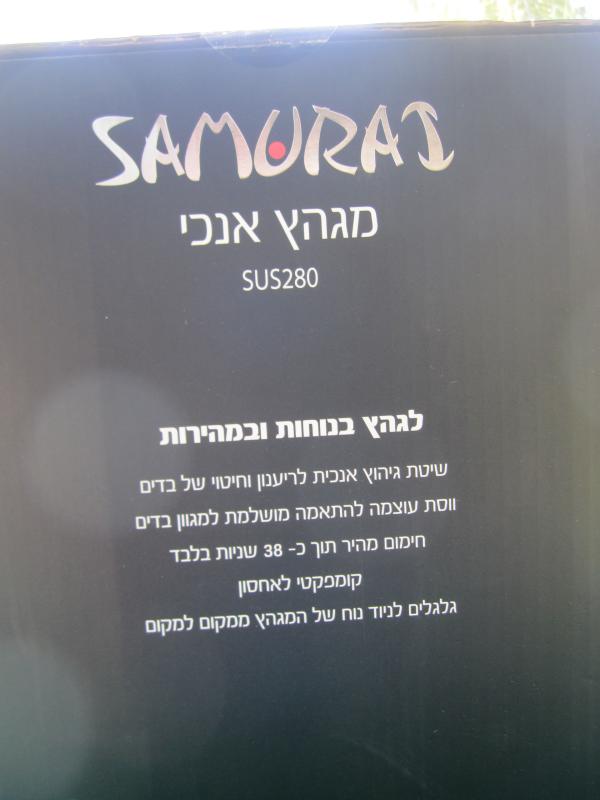 SAMURAI
מגהץ אנכי
SUS280
לגהץ בנוחות ובמהירות
שיטת גיהוץ אנכית לריענון וחיטוי של בדים
ווסת עוצמה להתאמה מושלמת למגוון בדים
חימום מהיר תוך כ- 38 שניות בלבד
קומפקטי לאחסון
גלגלים לניוד נוח של המגהץ ממקום למקום